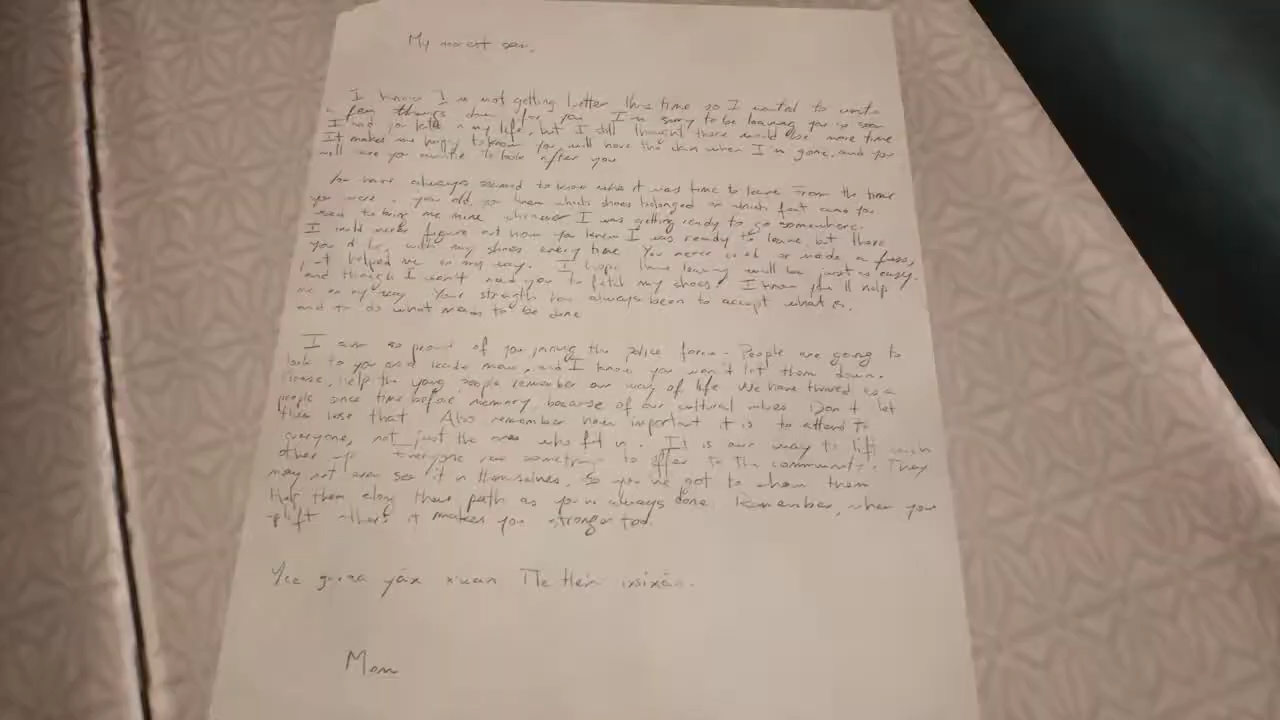 My dearest son,
I know I'm not getting better this time so I wanted to write
a few things down for you. I'm sorry to be leaving you so soon
I had you late in my life, but I still thought there would be more time
It makes me happy to know you will have the clan when I'm gone, and you
will have your auntie to look after you
You have always seemed to know when it was time to leave From the time
you were a year old, you knew which shoes belonged on which feet and you
used to bring me mine whenever I was getting ready to go somewhere.
I could never figure out how you knew I was ready to leave, but there
you'd be, with my shoes every time You never cried or made a fuss,
just helped me on my way. I hope leaving will be just as easy.
and though I won't need you to fetch my shoes, I know you'll help
me on my way Your strength has always been to accept what is,
and to do what needs to be done
I am so proud of you joining the police force. People are going to
look to you and your, and I know you won't let them down.
Please, help the young people remember our way of life We have thrived as a
people since time before memory, because of our cultural values Don't let
them lose that Also remember how important it is to attend to
everyone, not just the ones who fit in. It is our way to lift each
other up Everyone has something to offer to the community. They
may not even see it in themselves, so you've got to show them
Help them along their path as you've always done. Remember, when you
uplift others it makes you stronger too.
yáx x'wán
Mom